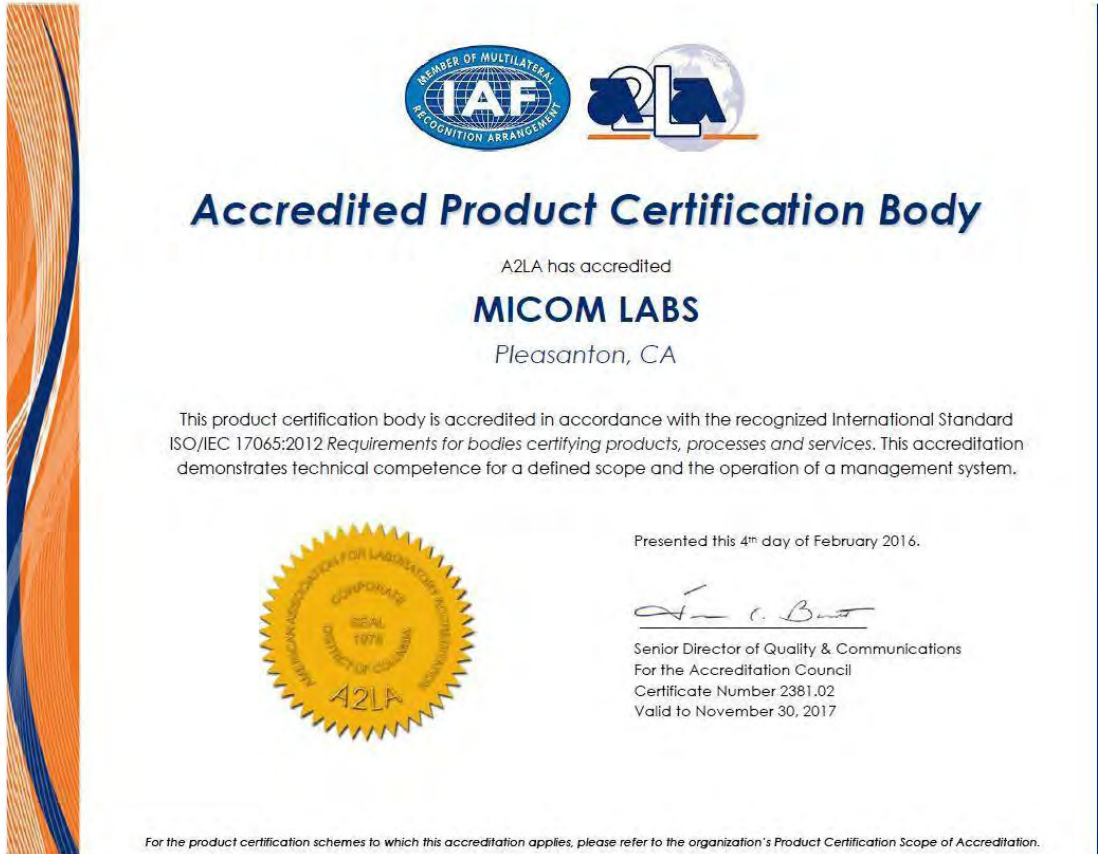 MEMBER OF MULTILATERAL
IAF
RECOGNITION ARRANGEMENT
a2la
Accredited Product Certification Body
A2LA has accredited
MICOM LABS
Pleasanton, CA
This product certification body is accredited in accordance with the recognized International Standard
ISO/IEC 17065:2012 Requirements for bodies certifying products, processes and services. This accreditation
demonstrates technical competence for a defined scope and the operation of a management system.
AMERICAN ASSOCIATION FOR LABORATORY ACCREDITATION
CORPORATE
SEAL
1978
DISTRICT OF COLUMBIA
A2LA
Presented this 4th day of February 2016.
Senior Director of Quality & Communications
For the Accreditation Council
Certificate Number 2381.02
Valid to November 30, 2017
For the product certification schemes to which this accreditation applies, please refer to the organization's Product Certification Scope of Accreditation.